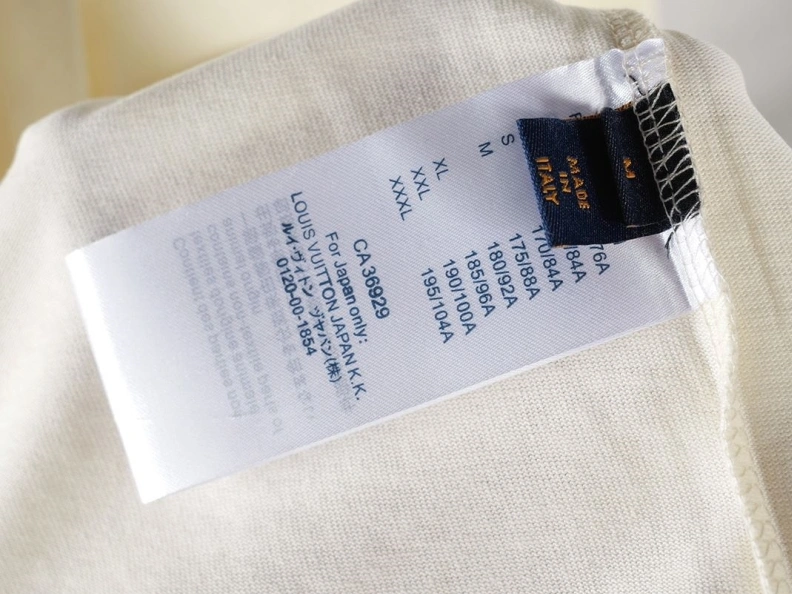 M
MADE
IN
ITALY
76A
/84A
S 170/84A
M 175/88A
180/92A
XL 185/96A
XXL 190/100A
XXXL 195/104A
CA 36929
For Japan only:
LOUIS VUITTON JAPAN K.K.
ルイ・ヴィトン ジャパン(株)
0120-00-1854